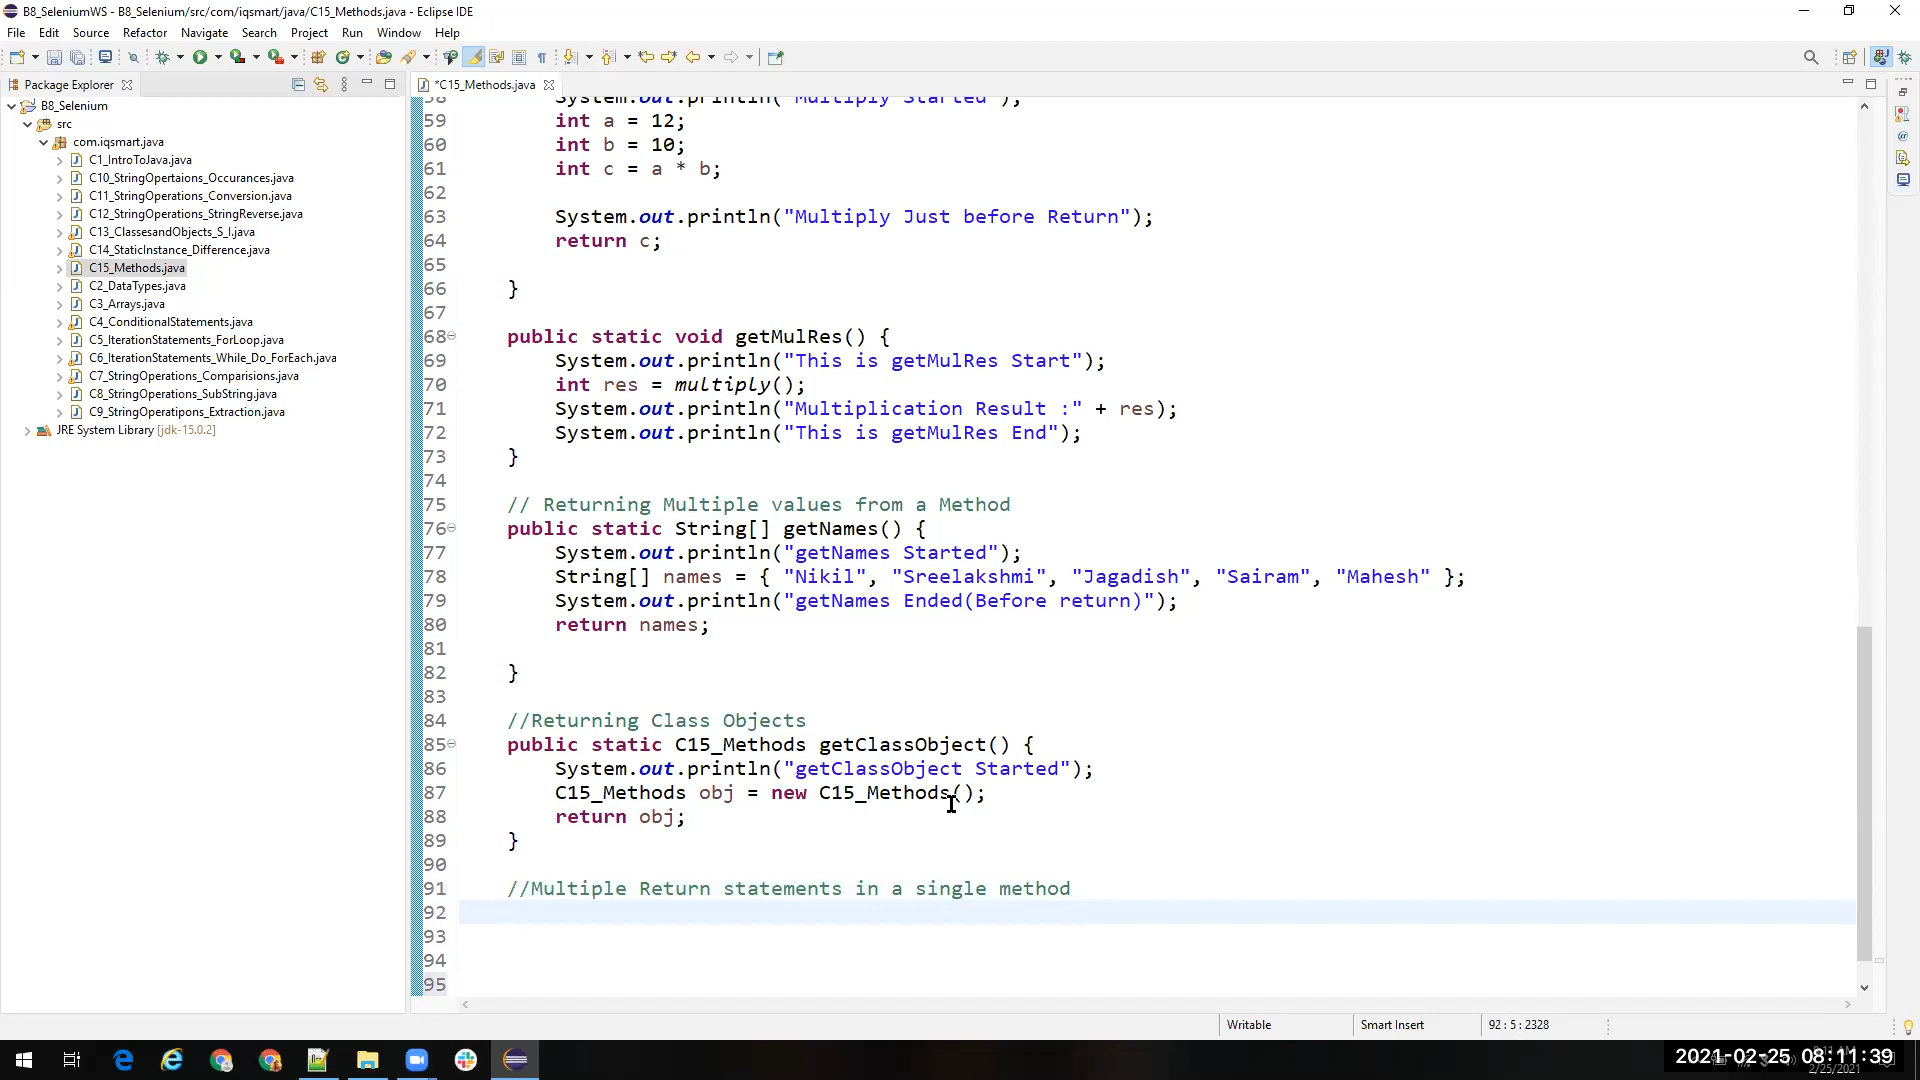 B8_SeleniumWS - B8_Selenium/src/com/iqsmart/java/C15_Methods.java - Eclipse IDE
File Edit Source Refactor Navigate Search Project Run Window Help
Package Explorer
*C15_Methods.java
B8_Selenium
src
com.iqsmart.java
C1_IntroToJava.java
C10_StringOpertaions_Occurances.java
C11_StringOperations_Conversion.java
C12_StringOperations_StringReverse.java
C13_ClassesandObjects_S_I.java
C14_StaticInstance_Difference.java
C15_Methods.java
C2_DataTypes.java
C3_Arrays.java
C4_ConditionalStatements.java
C5_IterationStatements_ForLoop.java
C6_IterationStatements_While_Do_ForEach.java
C7_StringOperations_Comparisions.java
C8_StringOperations_SubString.java
C9_StringOperatipons_Extraction.java
JRE System Library [jdk-15.0.2]
58 System.out.println("Multiply Started");
59 int a = 12;
60 int b = 10;
61 int c = a * b;
62
63 System.out.println("Multiply Just before Return");
64 return c;
65
66 }
67
68 public static void getMulRes() {
69 System.out.println("This is getMulRes Start");
70 int res = multiply();
71 System.out.println("Multiplication Result :" + res);
72 System.out.println("This is getMulRes End");
73 }
74
75 // Returning Multiple values from a Method
76 public static String[] getNames() {
77 System.out.println("getNames Started");
78 String[] names = { "Nikil", "Sreelakshmi", "Jagadish", "Sairam", "Mahesh" };
79 System.out.println("getNames Ended(Before return)");
80 return names;
81
82 }
83
84 //Returning Class Objects
85 public static C15_Methods getClassObject() {
86 System.out.println("getClassObject Started");
87 C15_Methods obj = new C15_Methods();
88 return obj;
89 }
90
91 //Multiple Return statements in a single method
92
93
94
95
Writable Smart Insert 92 : 5 : 2328
2021-02-25 08:11:39
2/25/2021